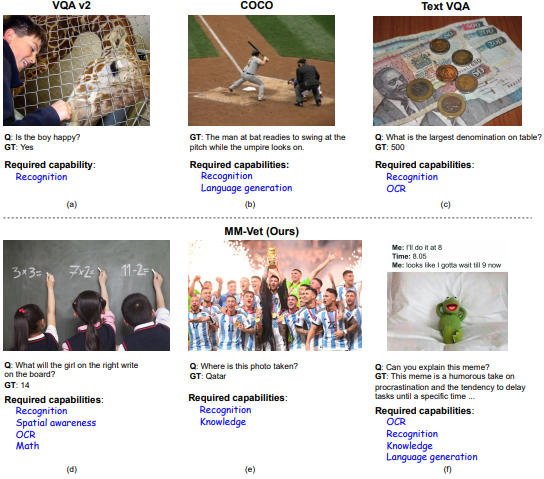 VQA v2
COCO
Text VQA
Q: Is the boy happy?
GT: Yes
Required capability:
Recognition
(a)
GT: The man at bat readies to swing at the
pitch while the umpire looks on.
Required capabilities:
Recognition
Language generation
(b)
Q: What is the largest denomination on table?
GT: 500
Required capabilities:
Recognition
OCR
(c)
MM-Vet (Ours)
3×3=
7×2=
11-2=
Q: What will the girl on the right write
on the board?
GT: 14
Required capabilities:
Recognition
Spatial awareness
OCR
Math
(d)
Q: Where is this photo taken?
GT: Qatar
Required capabilities:
Recognition
Knowledge
(e)
Me: I'll do it at 8
Time: 8.05
Me: looks like I gotta wait till 9 now
Q: Can you explain this meme?
GT: This meme is a humorous take on
procrastination and the tendency to delay
tasks until a specific time ...
Required capabilities:
OCR
Recognition
Knowledge
Language generation
(f)